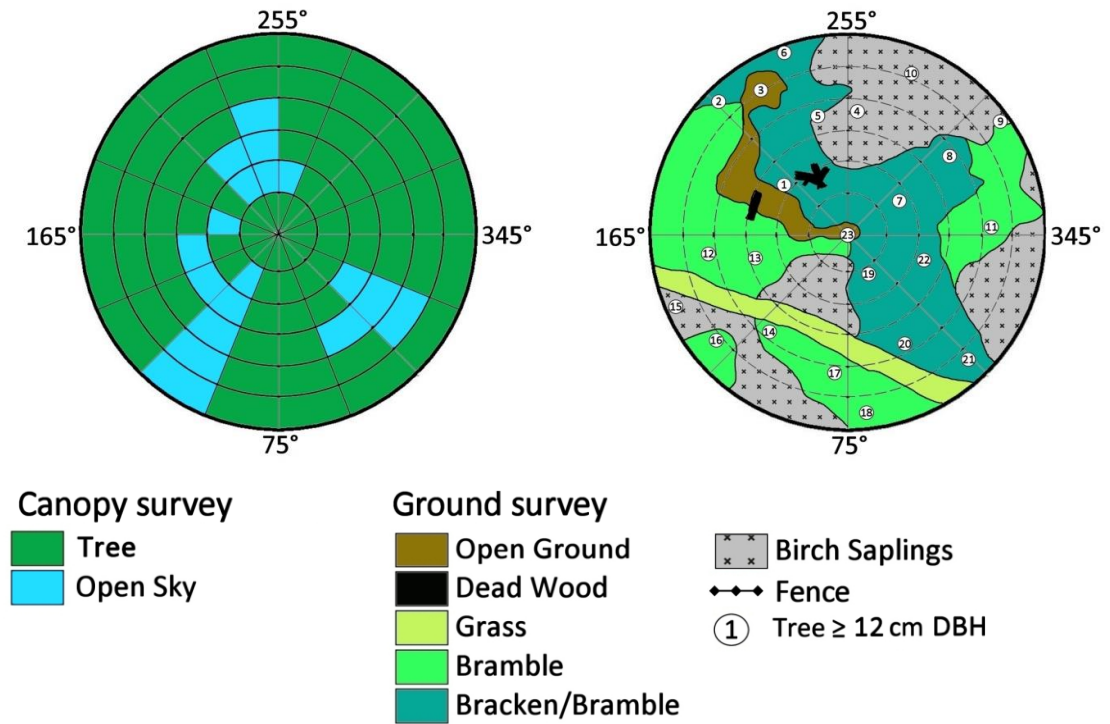 255°
255°
6
10
3
2
5
4
9
8
1
7
165°
345°
165°
23
11
345°
12
13
22
19
15
14
16
20
21
17
18
75°
75°
Canopy survey
Tree
Open Sky
Ground survey
Open Ground
Dead Wood
Grass
Bramble
Bracken/Bramble
Birch Saplings
Fence
1 Tree ≥ 12 cm DBH